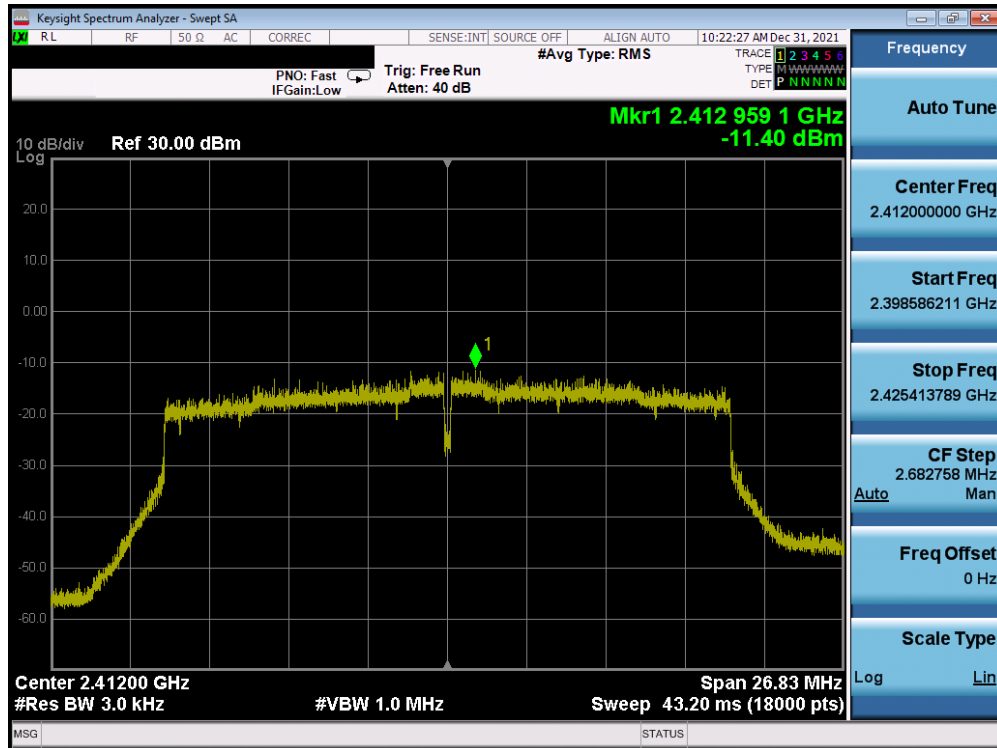 Keysight Spectrum Analyzer - Swept SA
LXI RL RF 50 Ω AC CORREC SENSE:INT SOURCE OFF ALIGN AUTO 10:22:27 AM Dec 31, 2021
#Avg Type: RMS
TRACE 1 2 3 4 5 6
PNO: Fast Trig: Free Run
TYPE M W W W W W
IFGain:Low Atten: 40 dB
DET P N N N N N
Mkr1 2.412 959 1 GHz
-11.40 dBm
10 dB/div Ref 30.00 dBm
Log
20.0
10.0
0.00
-10.0
-20.0
-30.0
-40.0
-50.0
-60.0
1
Center 2.41200 GHz Span 26.83 MHz
#Res BW 3.0 kHz #VBW 1.0 MHz Sweep 43.20 ms (18000 pts)
MSG STATUS
Frequency
Auto Tune
Center Freq
2.412000000 GHz
Start Freq
2.398586211 GHz
Stop Freq
2.425413789 GHz
CF Step
2.682758 MHz
Auto Man
Freq Offset
0 Hz
Scale Type
Log Lin